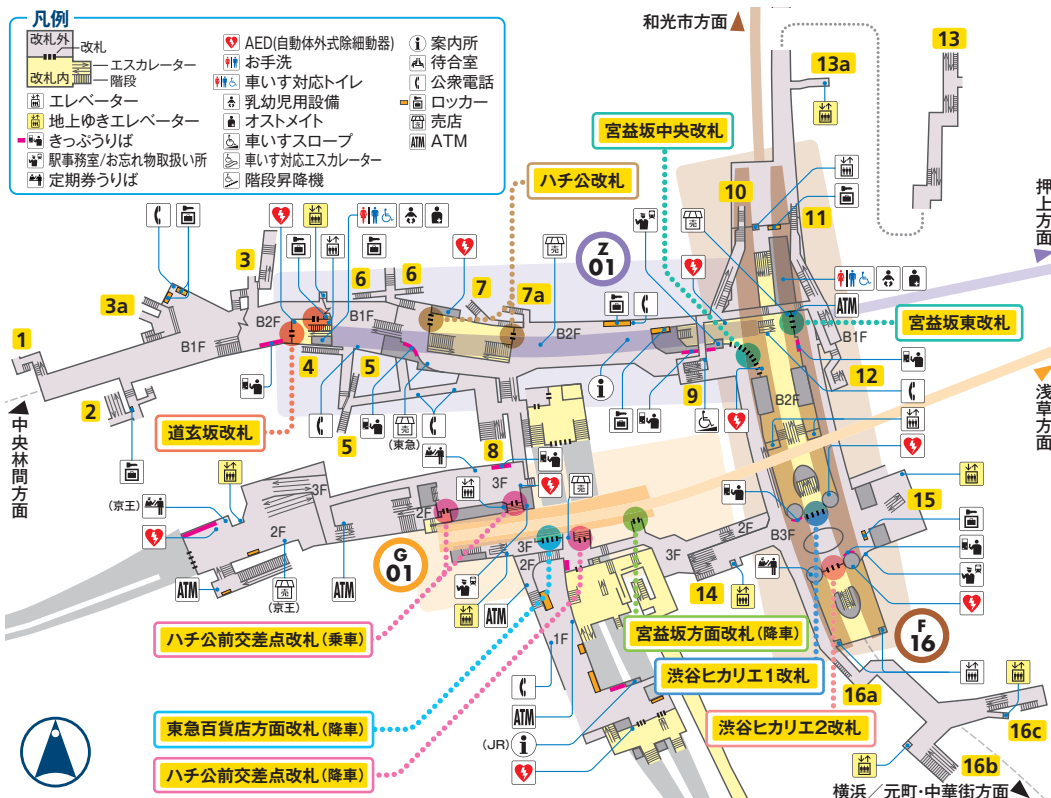 凡例
改札外
改札
エスカレーター
改札内
階段
エレベーター
地上ゆきエレベーター
きっぷうりば
駅事務室/お忘れ物取扱い所
定期券うりば
AED(自動体外式除細動器)
お手洗
車いす対応トイレ
乳幼児用設備
オストメイト
車いすスロープ
車いす対応エスカレーター
階段昇降機
案内所
待合室
公衆電話
ロッカー
売店
ATM ATM
和光市方面
13
13a
宮益坂中央改札
ハチ公改札
10
11
押上方面
Z
01
売
売
3
6
6
7
7a
3a
B2F
B1F
B2F
ATM
宮益坂東改札
1
B1F
B1F
4
5
9
12
2
5
B2F
浅草方面
中央林間方面
道玄坂改札
売
(東急)
8
3F
売
15
(京王)
3F
2F
2F
G
01
3F
2F
2F
3F
B3F
ATM
売
(京王)
ATM
ATM
14
F
16
ハチ公前交差点改札(乗車)
宮益坂方面改札(降車)
1F
渋谷ヒカリエ1改札
16a
東急百貨店方面改札(降車)
ATM
渋谷ヒカリエ2改札
16c
(JR)
ハチ公前交差点改札(降車)
16b
横浜/元町・中華街方面